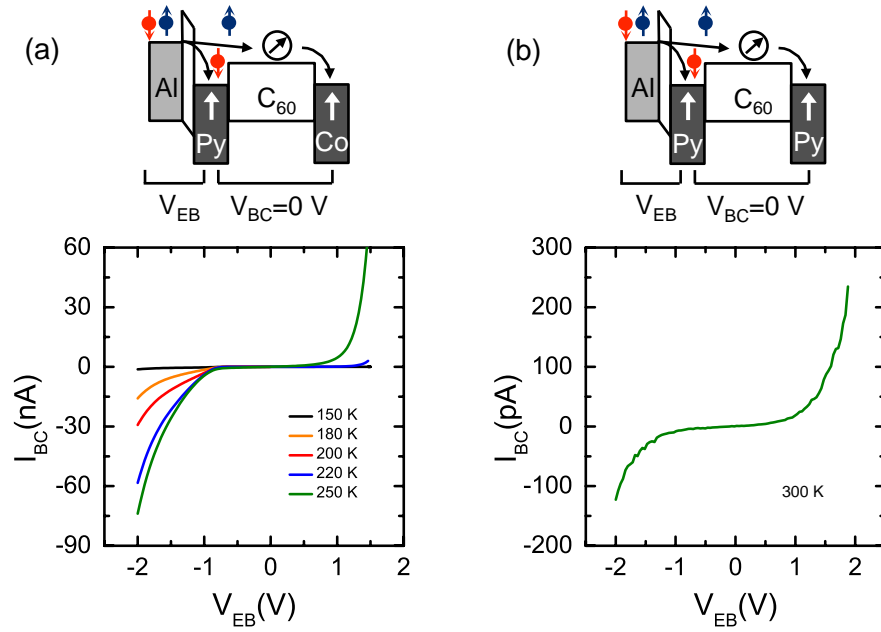 (a)
Al
Py
C60
Co
VEB
VBC=0 V
60
30
0
-30
-60
-90
IBC(nA)
150 K
180 K
200 K
220 K
250 K
-2
-1
0
1
2
VEB(V)
(b)
Al
Py
C60
Py
VEB
VBC=0 V
300
200
100
0
-100
-200
IBC(pA)
300 K
-2
-1
0
1
2
VEB(V)